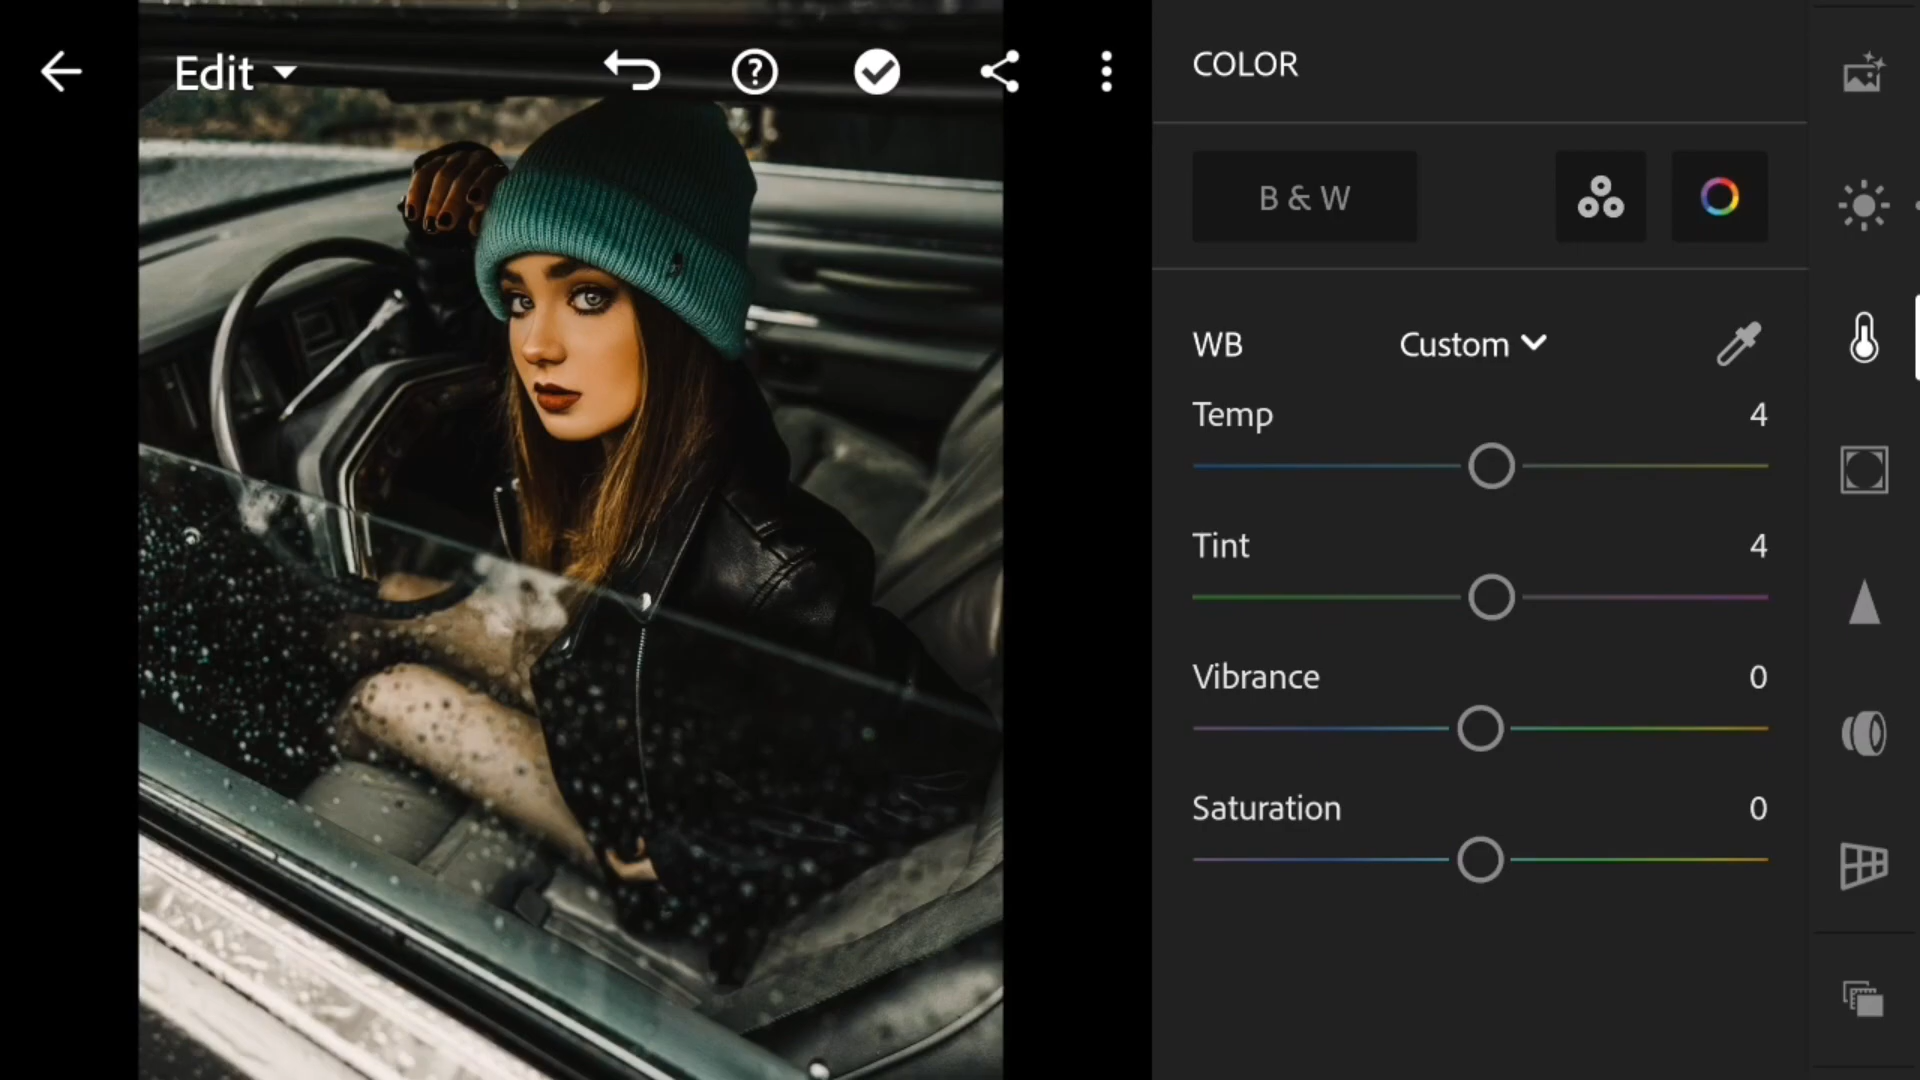 Edit
COLOR
B & W
WB Custom
Temp 4
Tint 4
Vibrance 0
Saturation 0